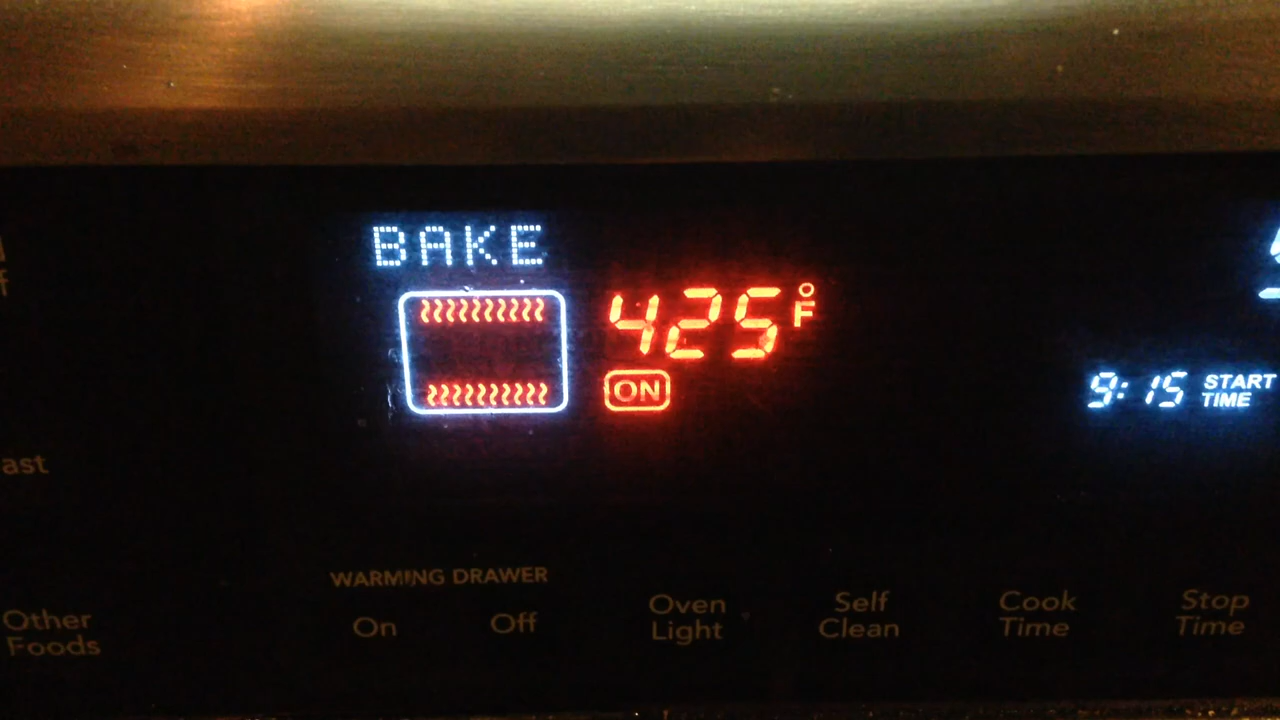 BAKE
425°F
ON
9:15 START TIME
WARMING DRAWER
On Off
Oven Light
Self Clean
Cook Time
Stop Time
Other Foods